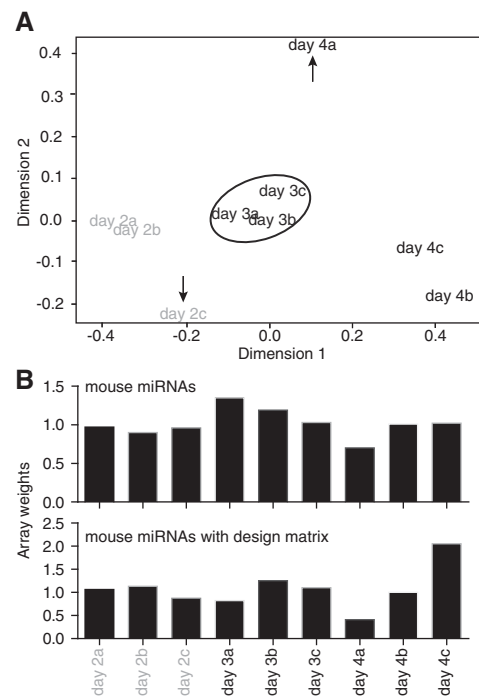 A
day 4a
0.4
0.3
0.2
0.1
0.0
-0.1
-0.2
Dimension 2
day 3c
day 2a
day 2b
day 3a
day 3b
day 4c
day 4b
day 2c
-0.4
-0.2
0.0
0.2
0.4
Dimension 1
B
mouse miRNAs
1.5
1.0
0.5
0.0
Array weights
mouse miRNAs with design matrix
2.5
2.0
1.5
1.0
0.5
0.0
day 2a
day 2b
day 2c
day 3a
day 3b
day 3c
day 4a
day 4b
day 4c